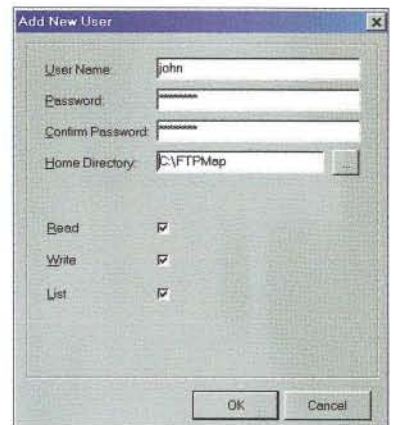 Add New User
User Name: john
Password: ********
Confirm Password: ********
Home Directory: C:\FTPMap ...
Read
Write
List
OK Cancel